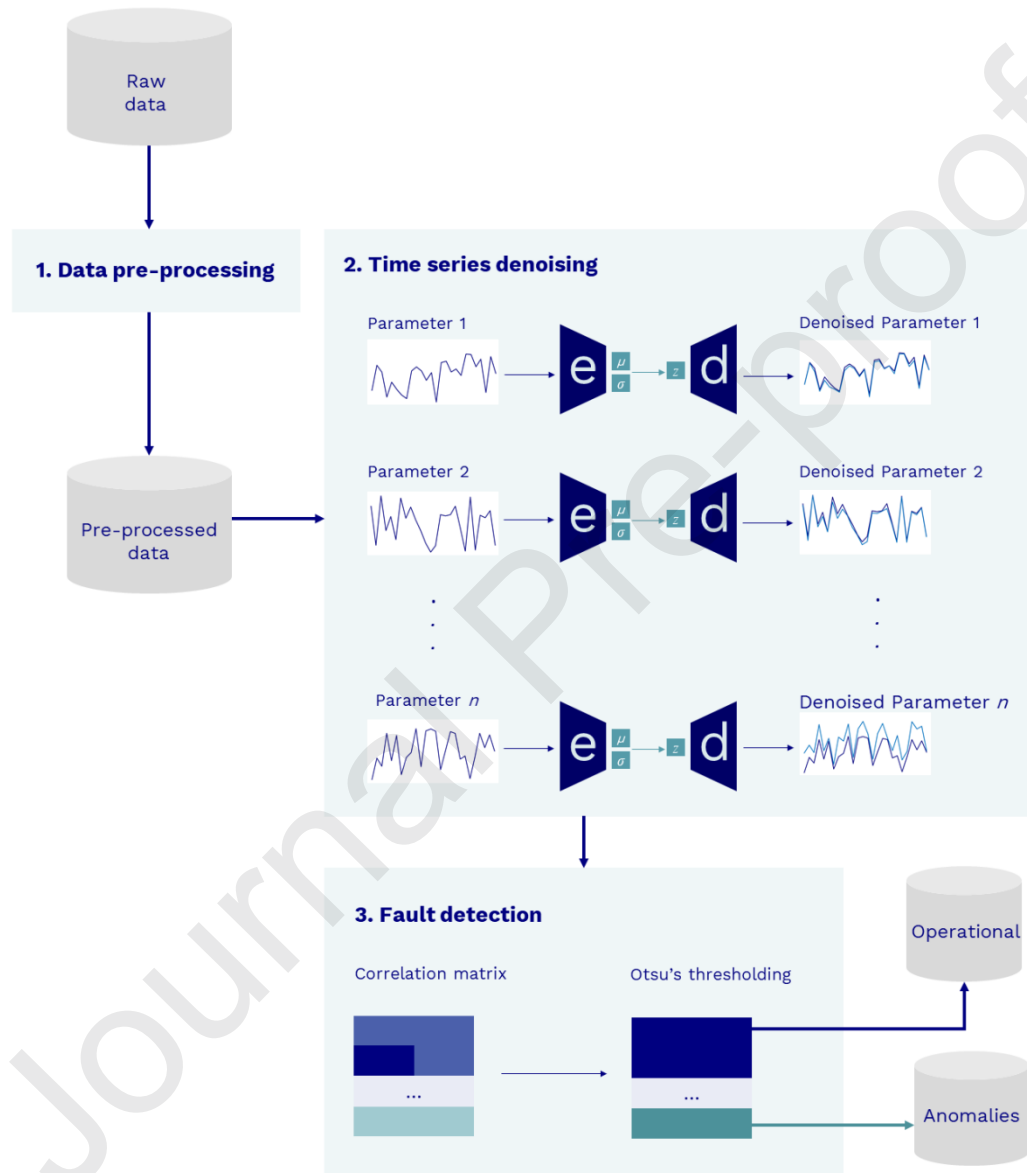 Raw
data
1. Data pre-processing
Pre-processed
data
2. Time series denoising
Parameter 1
e
μ
σ
z
d
Denoised Parameter 1
Parameter 2
e
μ
σ
z
d
Denoised Parameter 2
.
.
.
.
.
.
Parameter n
e
μ
σ
z
d
Denoised Parameter n
3. Fault detection
Correlation matrix
...
Otsu's thresholding
...
Operational
Anomalies
Journal Pre-proof